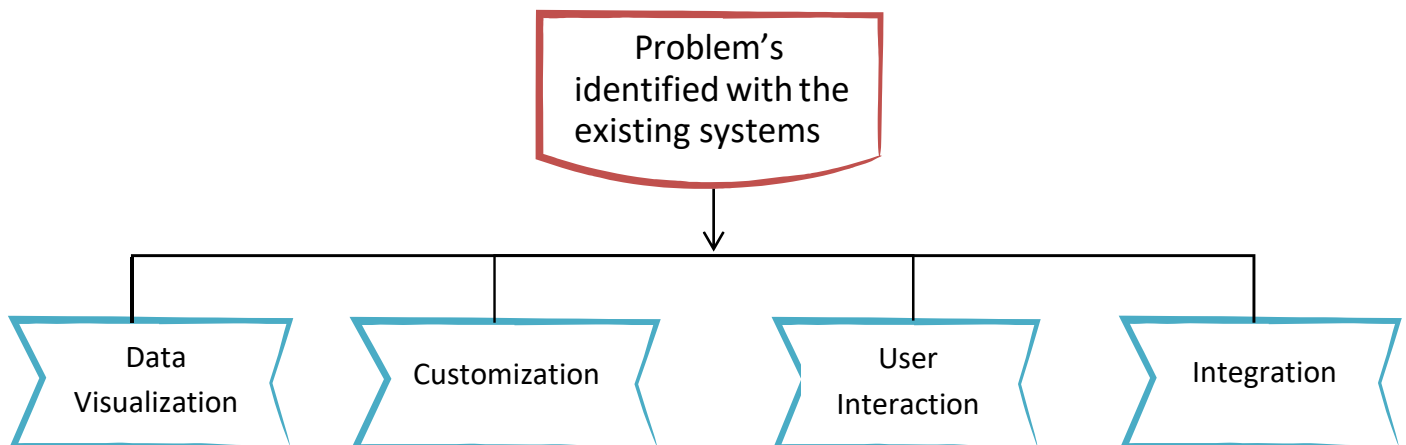 Problem’s
identified with the
existing systems
Data
Visualization
Customization
User
Interaction
Integration